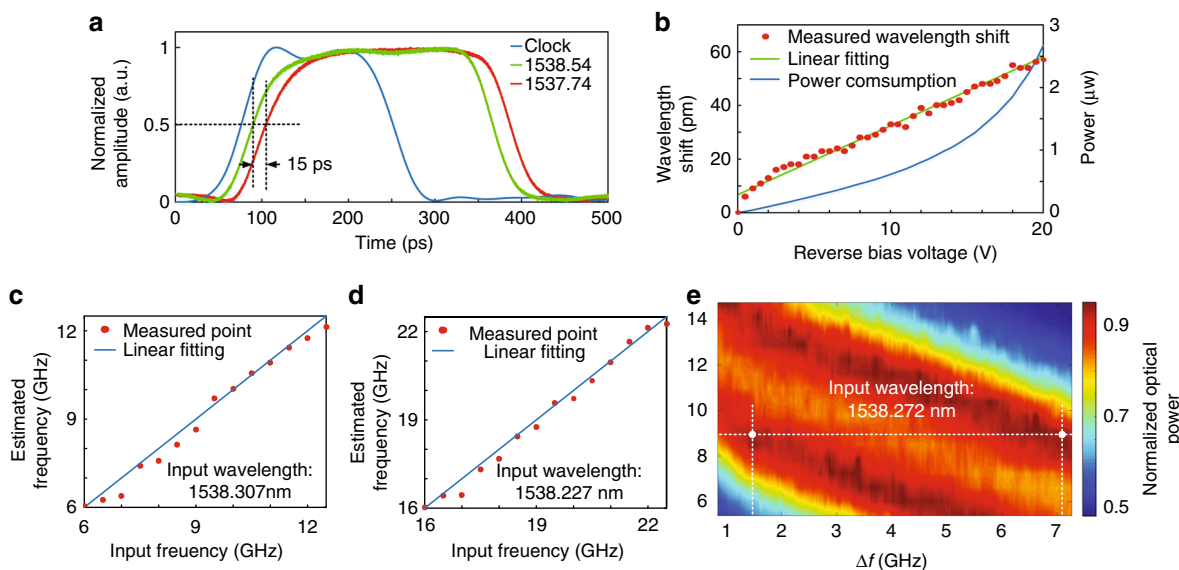 a
Normalized
amplitude (a.u.)
1
0.5
0
Clock
1538.54
1537.74
15 ps
0
100
200
300
400
500
Time (ps)
b
Wavelength
shift (pm)
60
40
20
0
Measured wavelength shift
Linear fitting
Power comsumption
3
2
1
0
Power (μw)
0
10
20
Reverse bias voltage (V)
c
Estimated
frequency (GHz)
12
9
6
Measured point
Linear fitting
Input wavelength:
1538.307nm
6
9
12
Input freuency (GHz)
d
Estimated
frequency (GHz)
22
19
16
Measured point
Linear fitting
Input wavelength:
1538.227 nm
16
19
22
Input freuency (GHz)
e
14
12
10
8
6
Input wavelength:
1538.272 nm
1 2 3 4 5 6 7
Δf (GHz)
0.9
0.7
0.5
Normalized optical
power